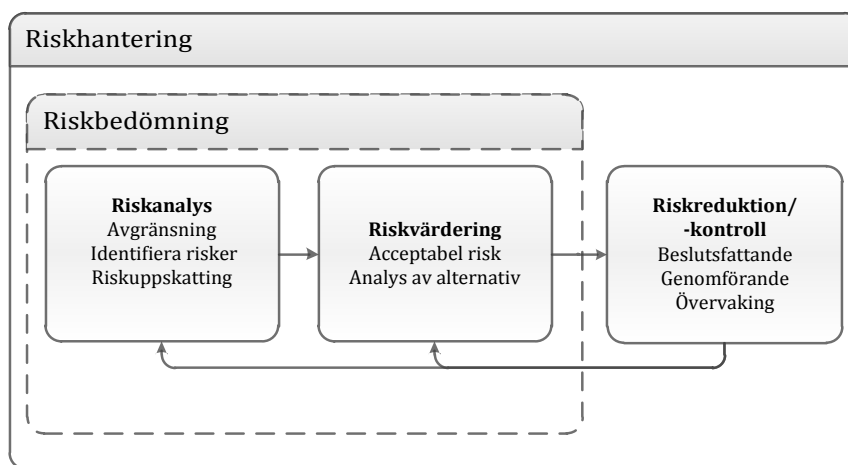 Riskhantering
Riskbedömning
Riskanalys
Avgränsning
Identifiera risker
Riskuppskatting
Riskvärdering
Acceptabel risk
Analys av alternativ
Riskreduktion/
-kontroll
Beslutsfattande
Genomförande
Övervaking